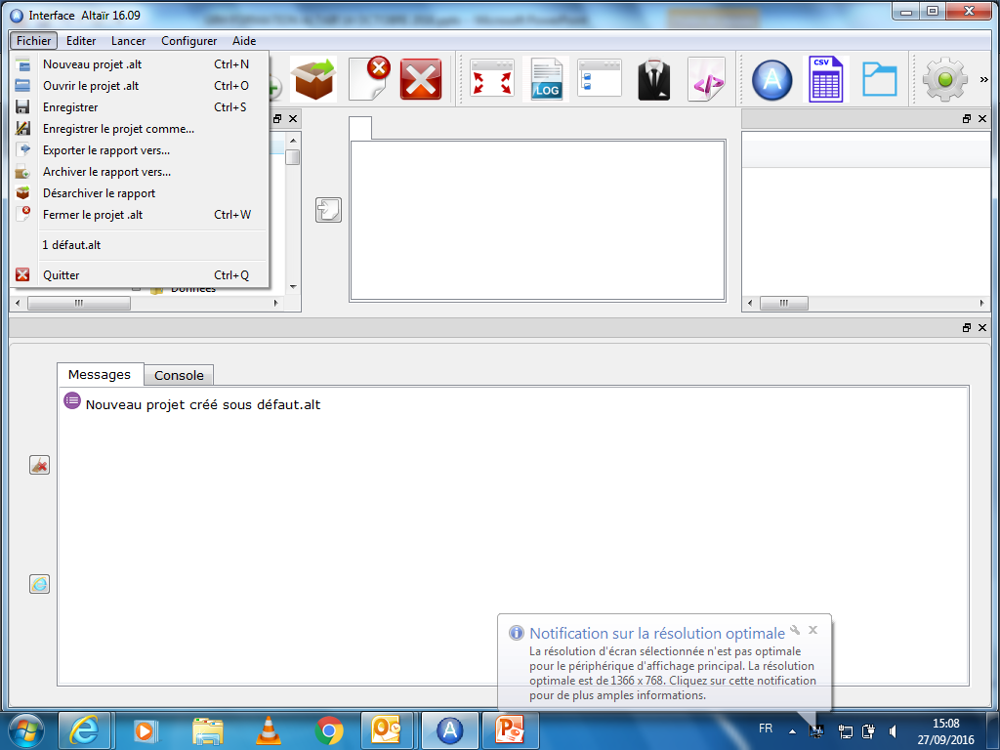 Interface Altaïr 16.09
Fichier Editer Lancer Configurer Aide
Nouveau projet .alt Ctrl+N
Ouvrir le projet .alt Ctrl+O
Enregistrer Ctrl+S
Enregistrer le projet comme...
Exporter le rapport vers...
Archiver le rapport vers...
Désarchiver le rapport
Fermer le projet .alt Ctrl+W
1 défaut.alt
Quitter Ctrl+Q
Données
LOG
A
CSV
»
Messages Console
Nouveau projet créé sous défaut.alt
Notification sur la résolution optimale
La résolution d'écran sélectionnée n'est pas optimale
pour le périphérique d'affichage principal. La résolution
optimale est de 1366 x 768. Cliquez sur cette notification
pour de plus amples informations.
FR
15:08
27/09/2016